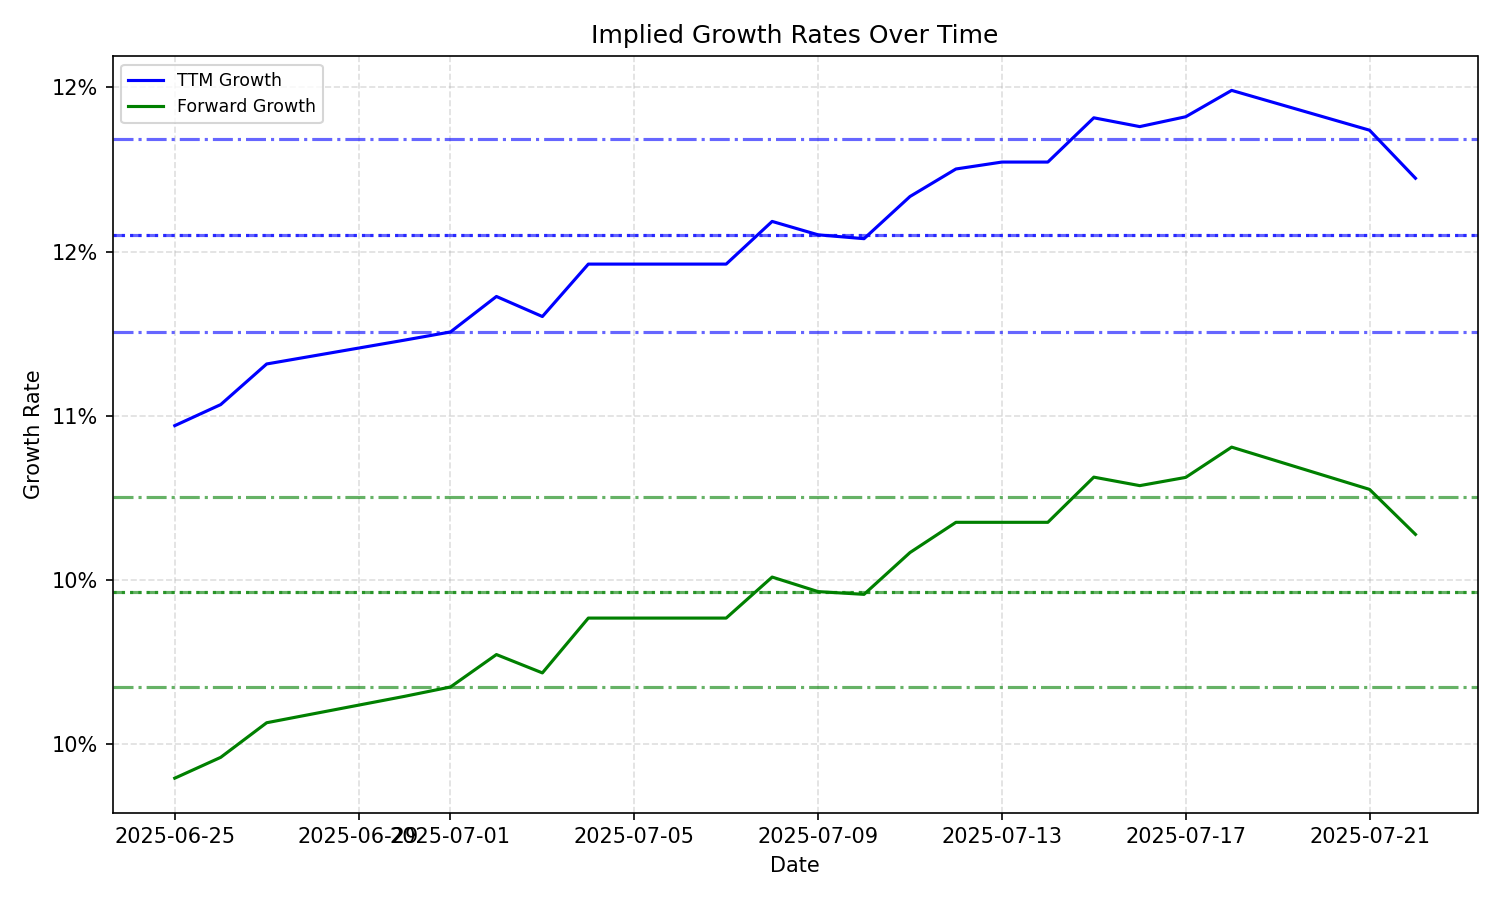 Implied Growth Rates Over Time
TTM Growth
Forward Growth
12%
12%
11%
10%
10%
Growth Rate
2025-06-25
2025-06-29
2025-07-01
2025-07-05
2025-07-09
2025-07-13
2025-07-17
2025-07-21
Date